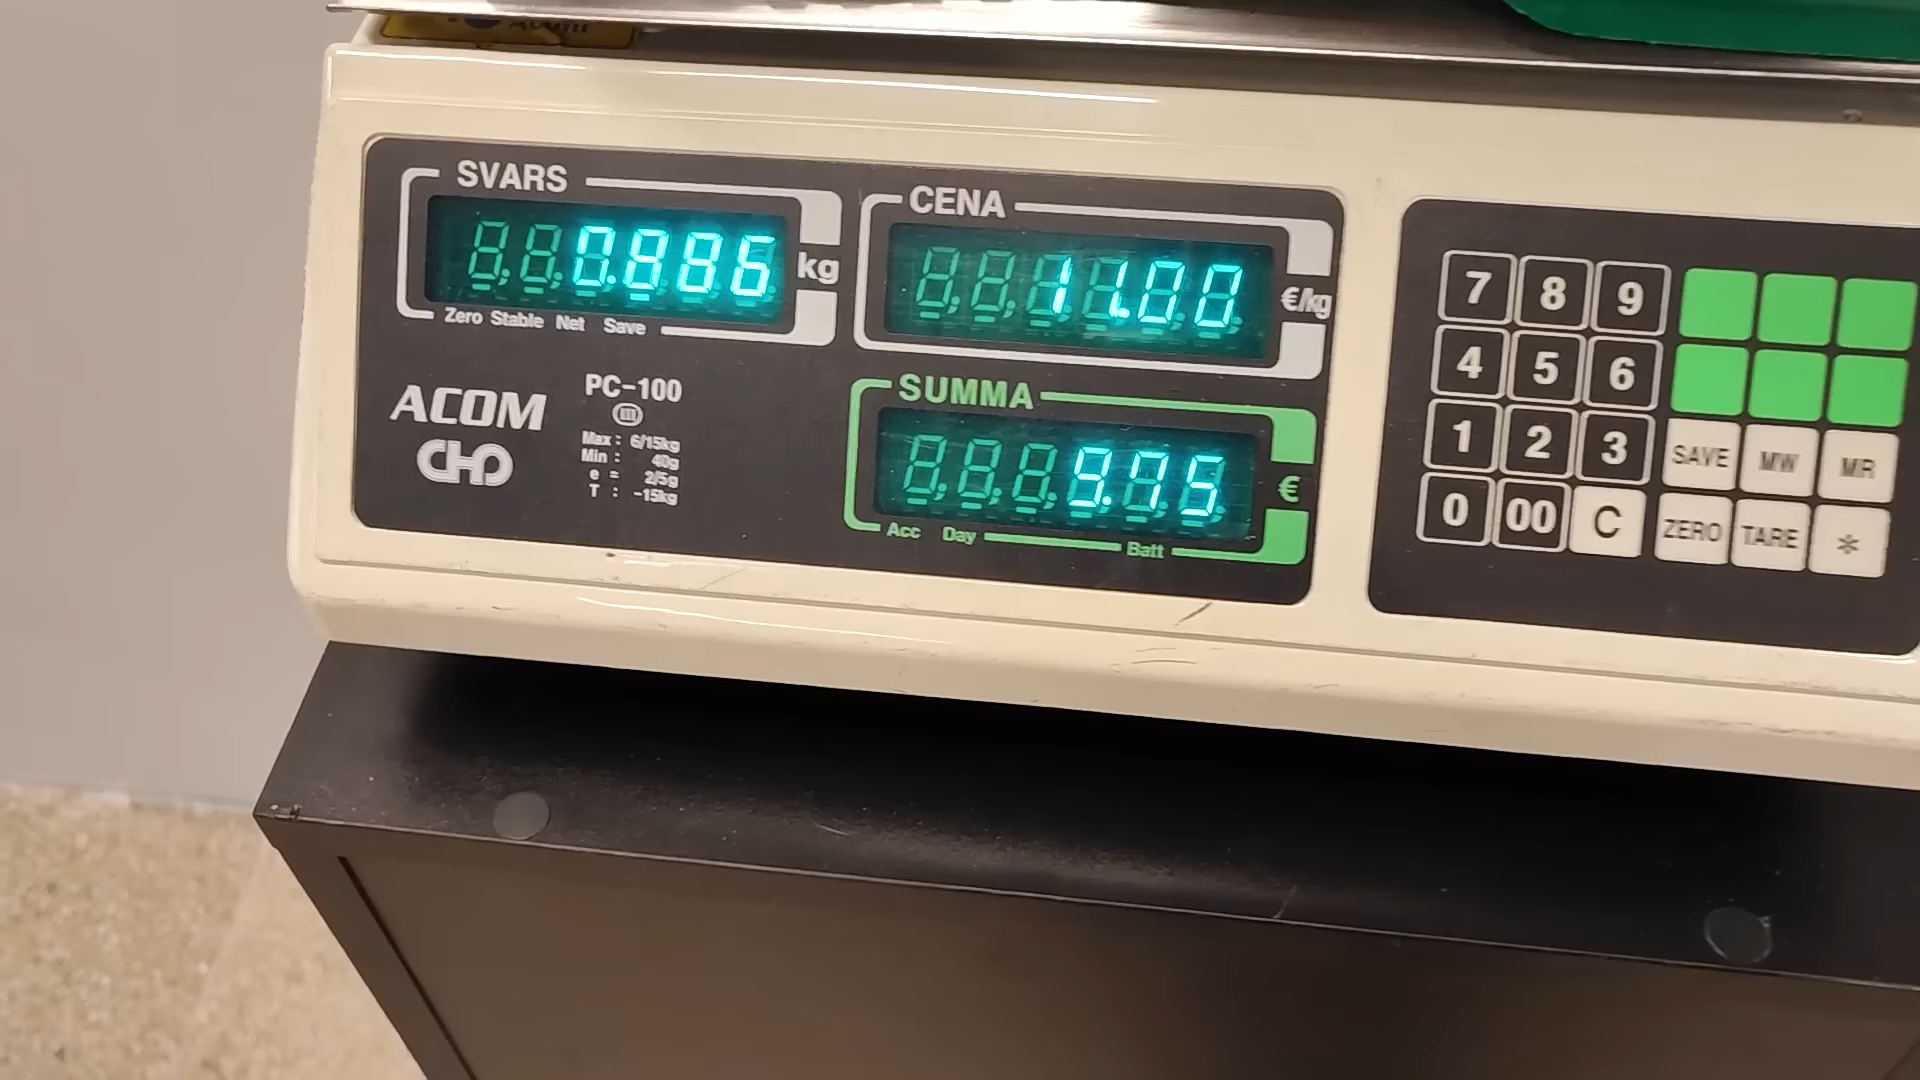 SVARS
0.886 kg
Zero Stable Net Save
CENA
11.00 €/kg
SUMMA
9.75 €
Acc Day Batt
ACOM
CHO
PC-100
III
Max : 6/15kg
Min : 40g
e = 2/5g
T : -15kg
7 8 9
4 5 6
1 2 3 SAVE MW MR
0 00 C ZERO TARE *